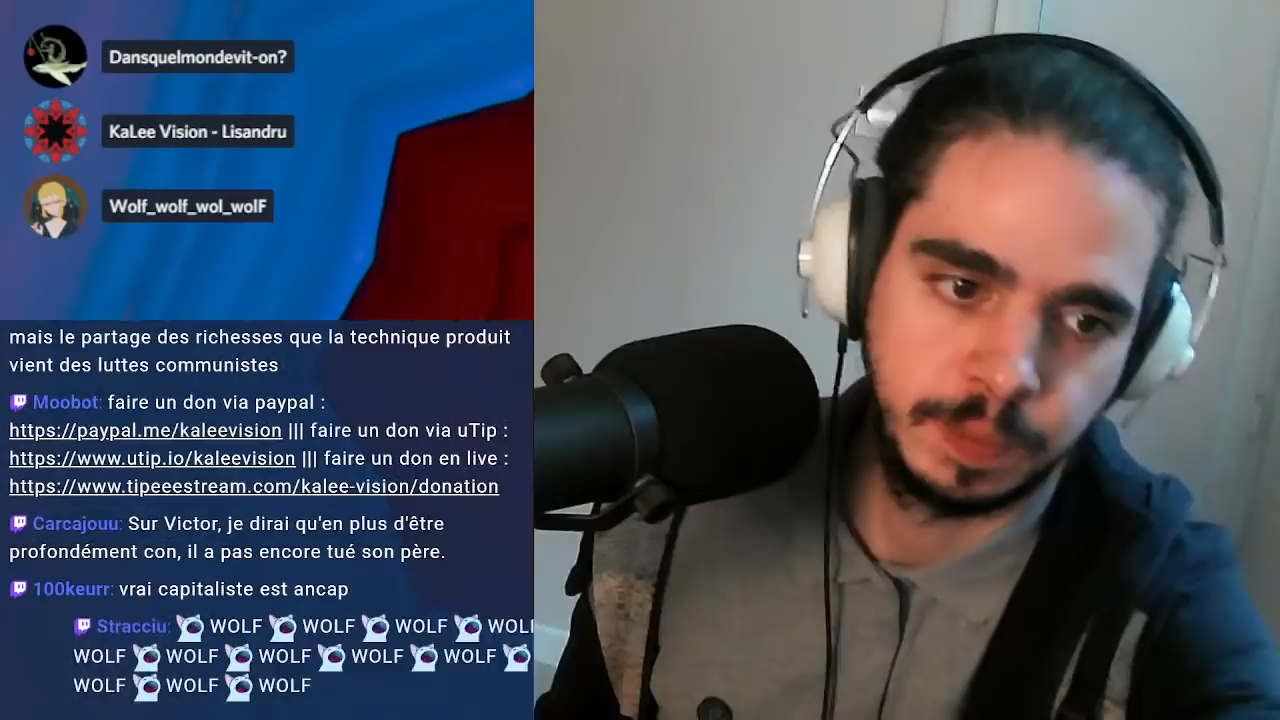 Dansquelmondevit-on?
KaLee Vision - Lisandru
Wolf_wolf_wol_wolF
mais le partage des richesses que la technique produit
vient des luttes communistes
Moobot: faire un don via paypal :
https://paypal.me/kaleevision ||| faire un don via uTip :
https://www.utip.io/kaleevision ||| faire un don en live :
https://www.tipeeestream.com/kalee-vision/donation
Carcajouu: Sur Victor, je dirai qu'en plus d'être
profondément con, il a pas encore tué son père.
100keurr: vrai capitaliste est ancap
Stracciu: WOLF WOLF WOLF WOL
WOLF WOLF WOLF WOLF WOLF
WOLF WOLF WOLF